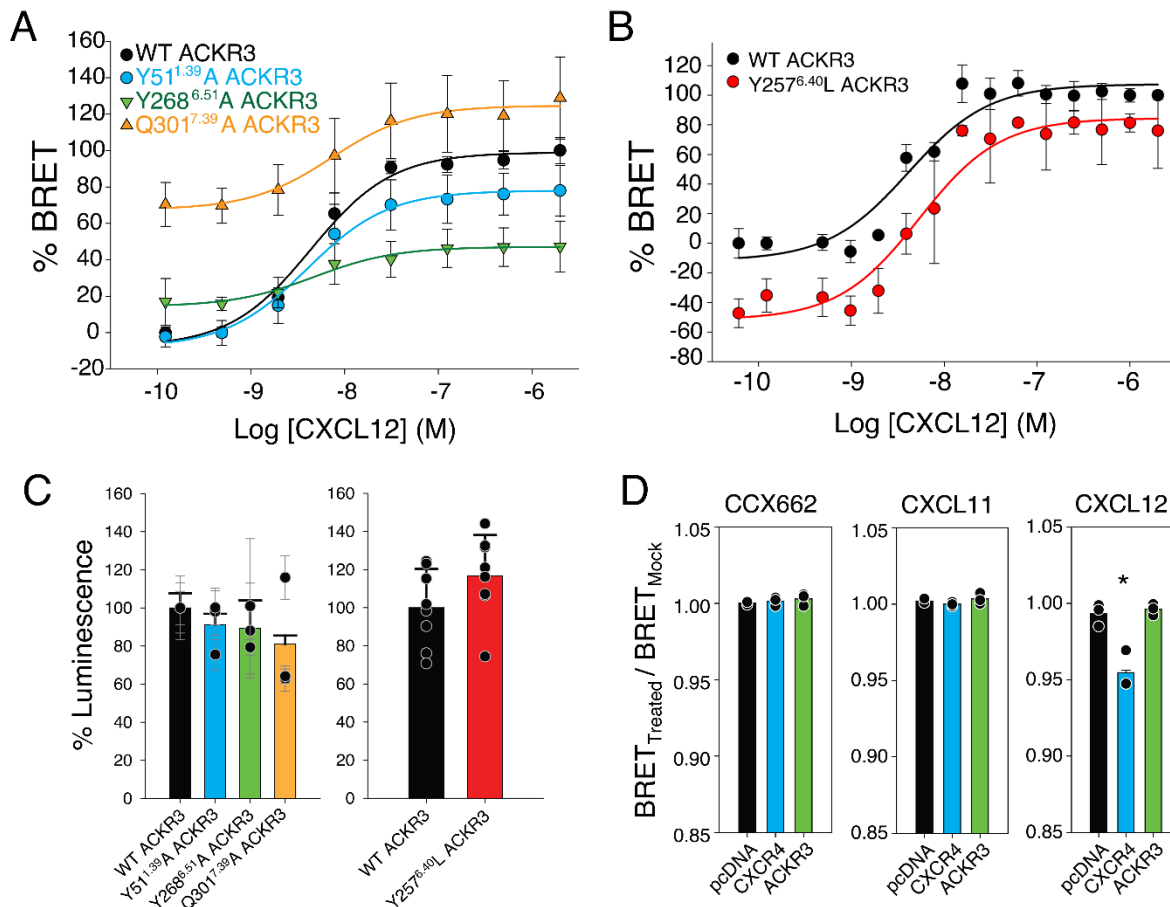 A
WT ACKR3
Y51^1.39A ACKR3
Y268^6.51A ACKR3
Q301^7.39A ACKR3
160
140
120
100
80
60
40
20
0
-20
% BRET
-10
-9
-8
-7
-6
Log [CXCL12] (M)
B
WT ACKR3
Y257^6.40L ACKR3
120
100
80
60
40
20
0
-20
-40
-60
-80
% BRET
-10
-9
-8
-7
-6
Log [CXCL12] (M)
C
160
140
120
100
80
60
40
20
0
% Luminescence
WT ACKR3
Y51^1.39A ACKR3
Y268^6.51A ACKR3
Q301^7.39A ACKR3
160
140
120
100
80
60
40
20
0
WT ACKR3
Y257^6.40L ACKR3
D
BRET_Treated / BRET_Mock
CCX662
1.05
1.00
0.95
0.90
0.85
pcDNA
CXCR4
ACKR3
CXCL11
1.05
1.00
0.95
0.90
0.85
pcDNA
CXCR4
ACKR3
CXCL12
1.05
1.00
0.95
0.90
0.85
*
pcDNA
CXCR4
ACKR3